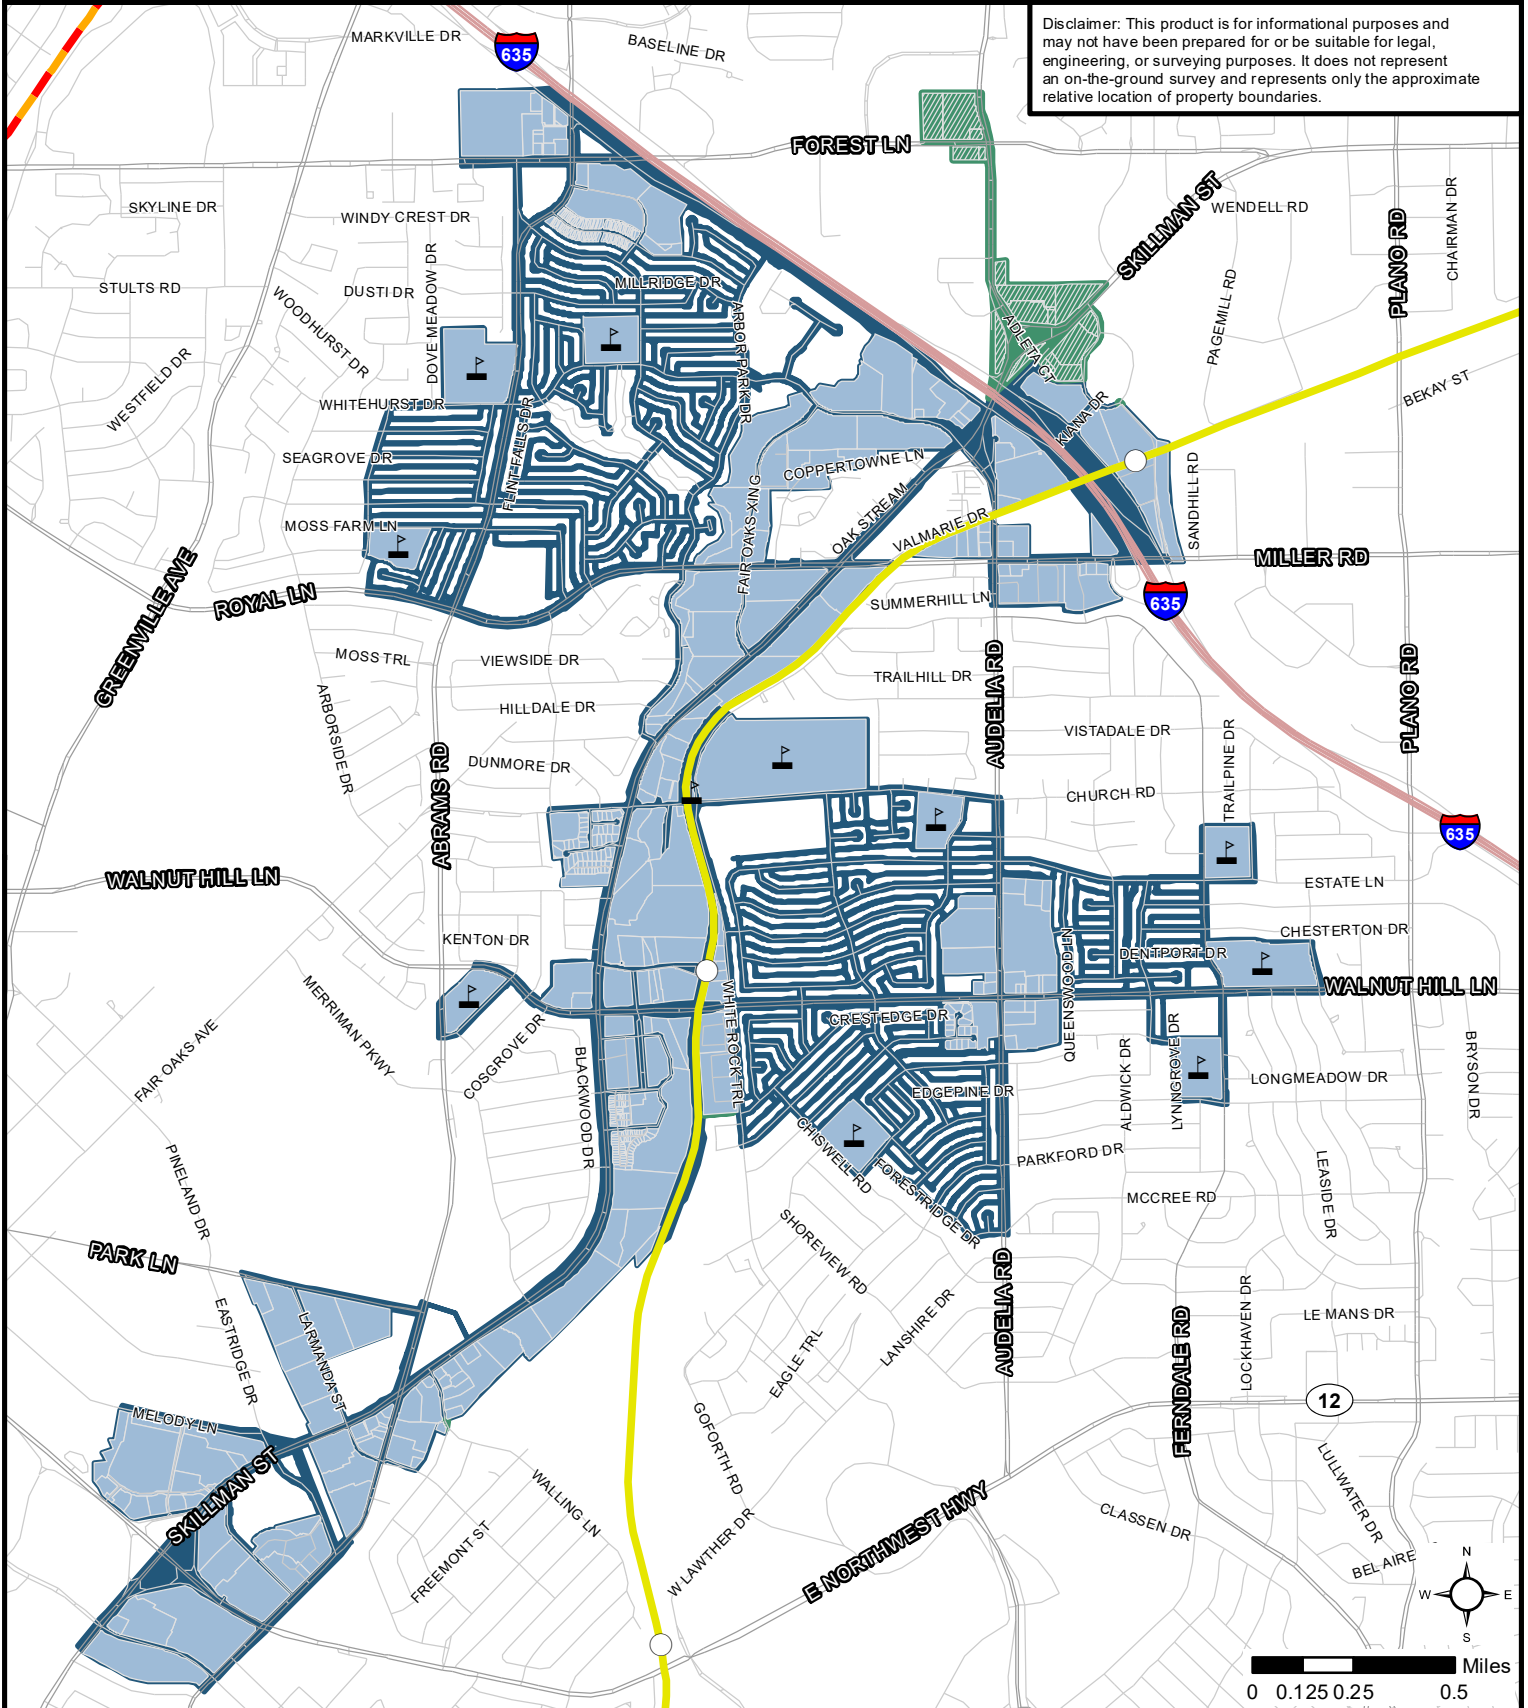 Disclaimer: This product is for informational purposes and
may not have been prepared for or be suitable for legal,
engineering, or surveying purposes. It does not represent
an on-the-ground survey and represents only the approximate
relative location of property boundaries.
MARKVILLE DR
635
BASELINE DR
FOREST LN
SKILLMAN ST
SKYLINE DR
WINDY CREST DR
WENDELL RD
PLANO RD
CHAIRMAN DR
STULTS RD
WOODHURST DR
DUSTI DR
DOVE MEADOW DR
MILLRIDGE DR
ARBOR PARK DR
ADLETA CT
PAGEMILL RD
WESTFIELD DR
WHITEHURST DR
KIANA DR
BEKAY ST
SEAGROVE DR
FLINT FALLS DR
COPPERTOWNE LN
SANDHILL RD
MOSS FARM LN
FAIR OAKS XING
OAK STREAM
VALMARIE DR
MILLER RD
GREENVILLE AVE
ROYAL LN
SUMMERHILL LN
635
MOSS TRL
VIEWSIDE DR
TRAILHILL DR
AUDELIA RD
PLANO RD
ARBORSIDE DR
HILLDALE DR
VISTADALE DR
TRAILPINE DR
ABRAMS RD
DUNMORE DR
CHURCH RD
635
WALNUT HILL LN
ESTATE LN
KENTON DR
QUEENSWOOD LN
DENTPORT DR
CHESTERTON DR
MERRIMAN PKWY
WHITE ROCK TRL
WALNUT HILL LN
FAIR OAKS AVE
COSGROVE DR
BLACKWOOD DR
CRESTEDGE DR
ALDWICK DR
LYNINGROVE DR
BRYSON DR
EDGEPINE DR
LONGMEADOW DR
PINELAND DR
CHISWELL RD
FORESTRIDGE DR
PARKFORD DR
LEASIDE DR
MCCREE RD
PARK LN
SHOREVIEW RD
AUDELIA RD
EASTRIDGE DR
LARMANDA ST
EAGLE TRL
LANSHIRE DR
FERNDALE RD
LOCKHAVEN DR
LE MANS DR
12
MELODY LN
GOFORTH RD
SKILLMAN ST
WALLING LN
LULLWATER DR
FREEMONT ST
W LAWTHER DR
E NORTHWEST HWY
CLASSEN DR
BEL AIRE
N
W E
S
Miles
0 0.125 0.25 0.5